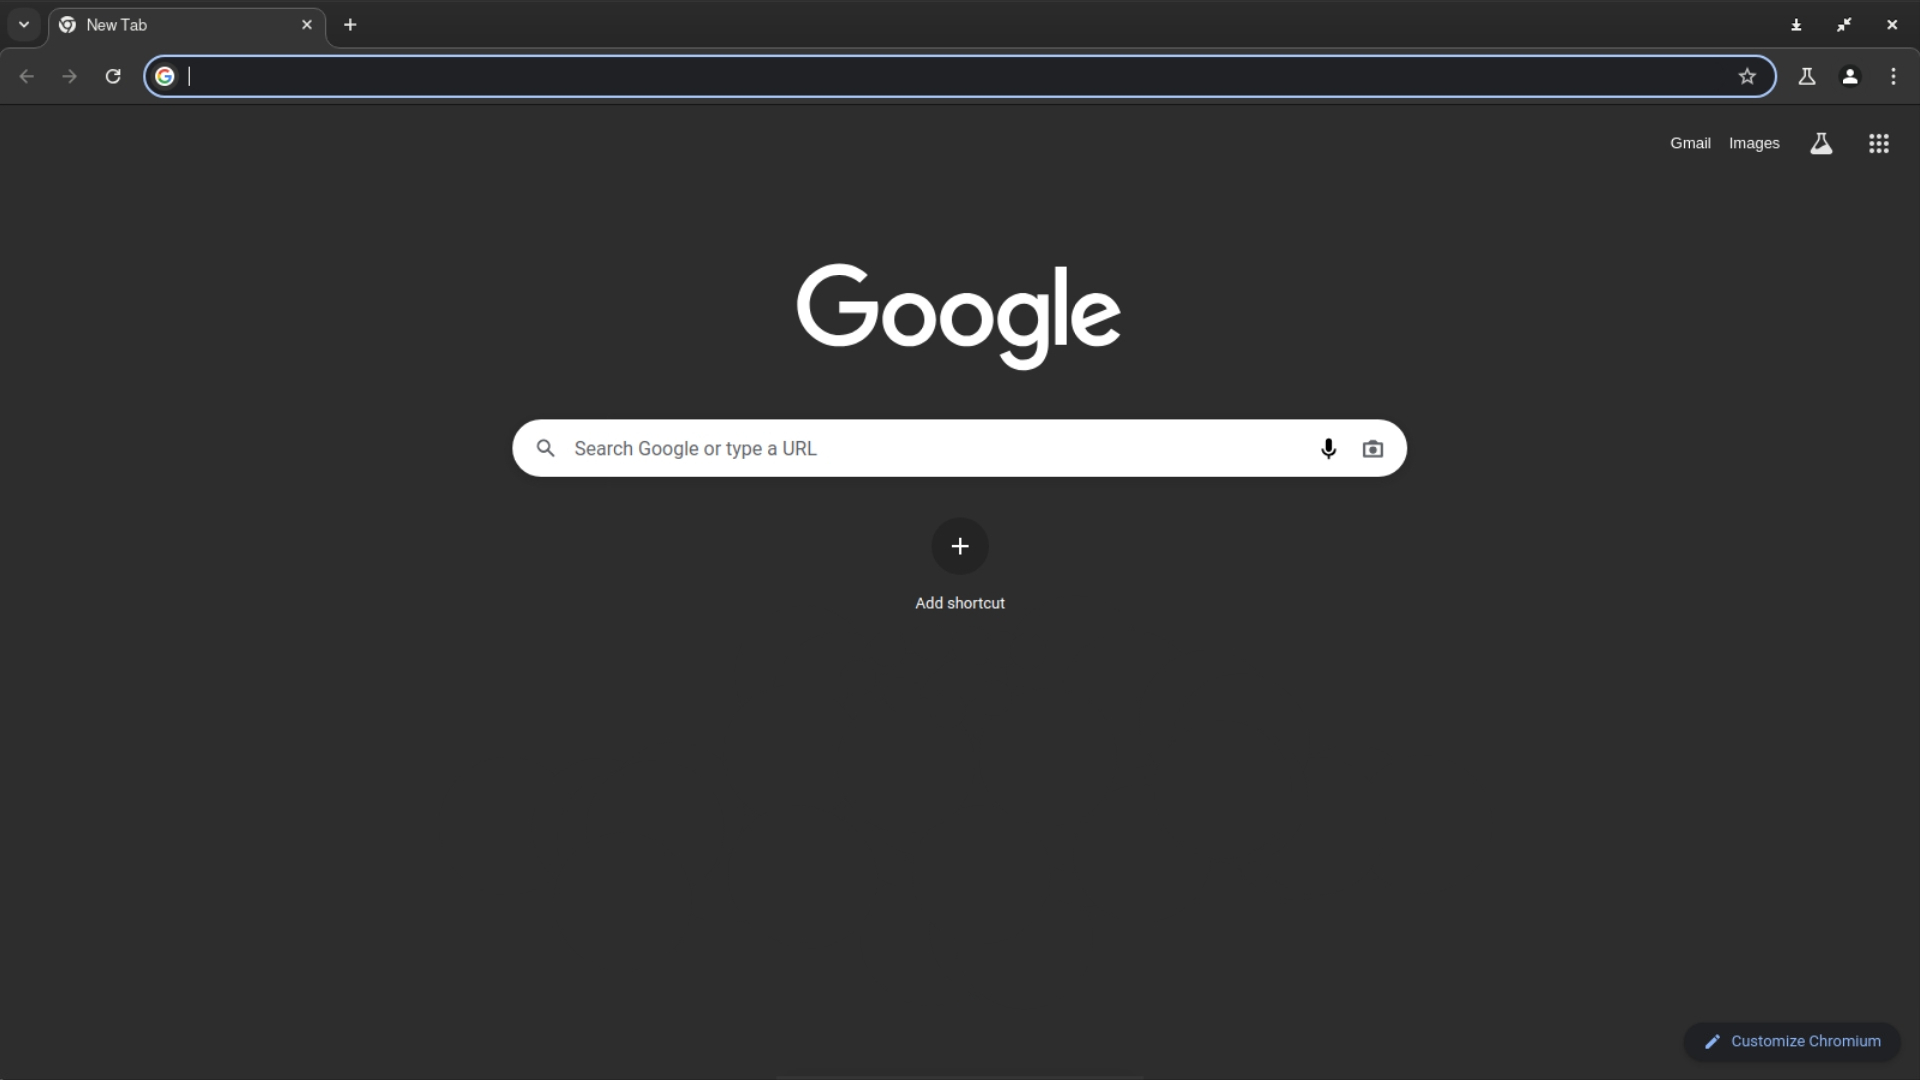 New Tab
Gmail Images
Google
Search Google or type a URL
Add shortcut
Customize Chromium